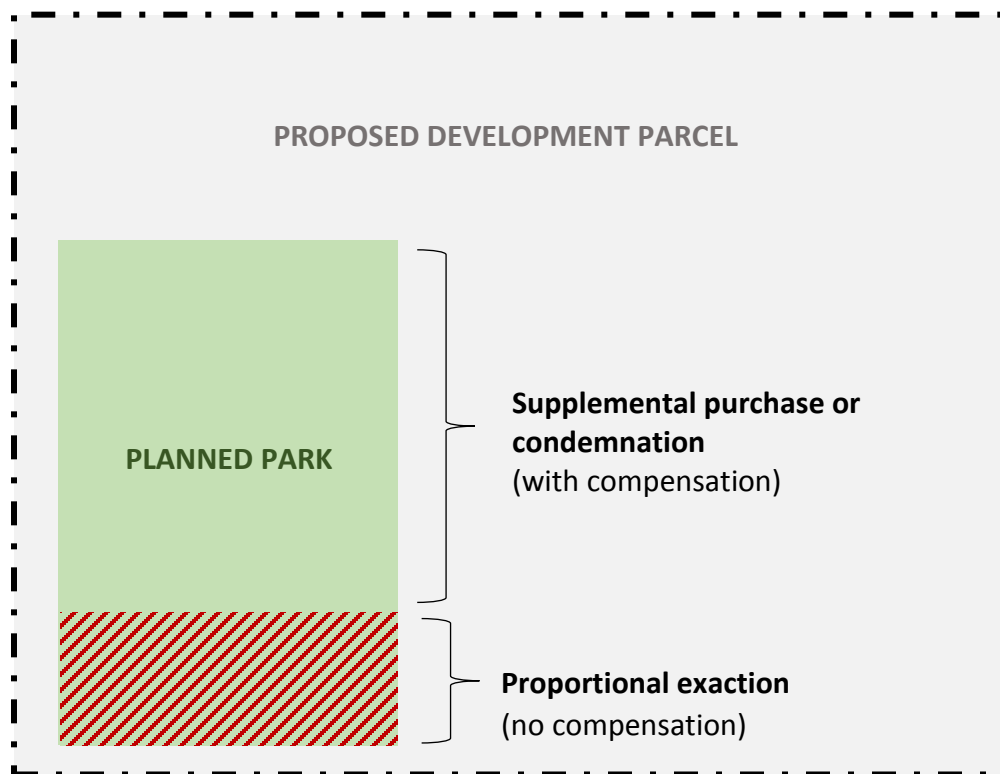 PROPOSED DEVELOPMENT PARCEL
Supplemental purchase or
condemnation
(with compensation)
PLANNED PARK
Proportional exaction
(no compensation)